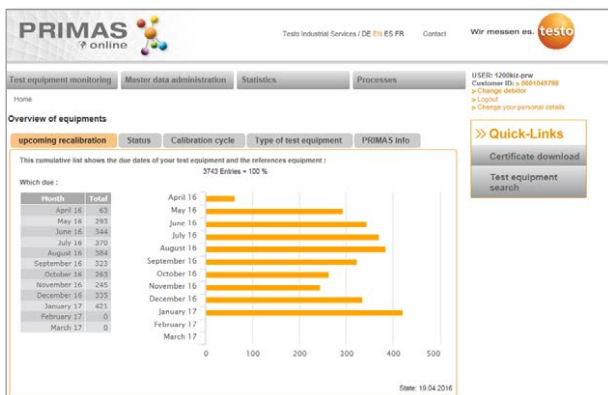 PRIMAS
online
Testo Industrial Services / DE EN ES FR Contact
Wir messen es. testo
Test equipment monitoring
Master data administration
Statistics
Processes
USER: 1200kiz-prw
Customer ID: » 0001045798
> Change debitor
> Logout
> Change your personal details
Home
Overview of equipments
upcoming recalibration
Status
Calibration cycle
Type of test equipment
PRIMAS info
» Quick-Links
Certificate download
Test equipment
search
This cumulative list shows the due dates of your test equipment and the references equipment :
3743 Entries = 100 %
Which due :
Month Total
April 16 63
May 16 293
June 16 344
July 16 370
August 16 384
September 16 323
October 16 263
November 16 245
December 16 335
January 17 421
February 17 0
March 17 0
April 16
May 16
June 16
July 16
August 16
September 16
October 16
November 16
December 16
January 17
February 17
March 17
0 100 200 300 400 500
State: 19.04.2016